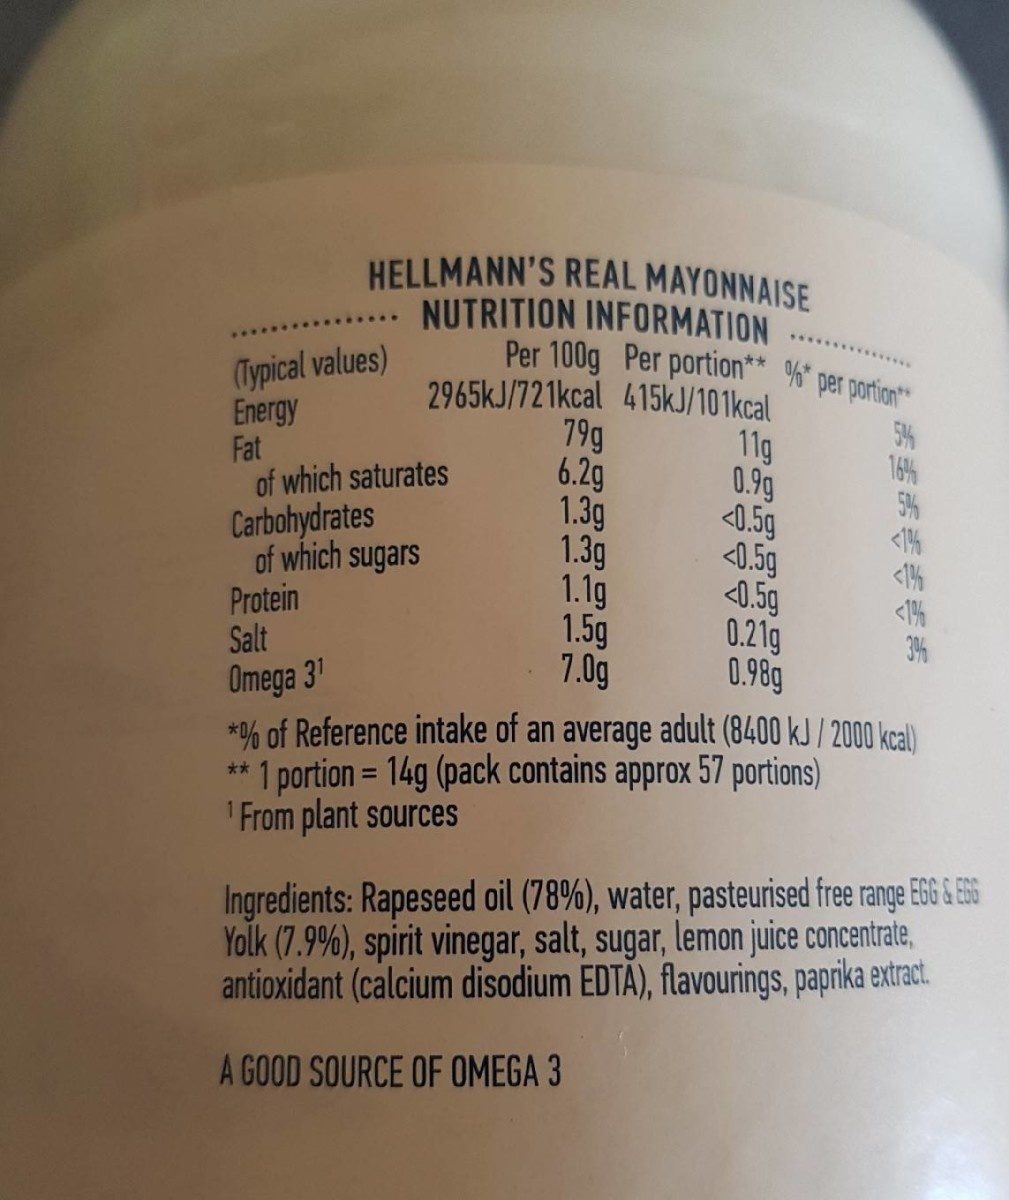 HELLMANN'S REAL MAYONNAISE
NUTRITION INFORMATION
(Typical values) Per 100g Per portion** %* per portion**
Energy 2965kJ/721kcal 415kJ/101kcal 5%
Fat 79g 11g 16%
of which saturates 6.2g 0.9g 5%
Carbohydrates 1.3g <0.5g <1%
of which sugars 1.3g <0.5g <1%
Protein 1.1g <0.5g <1%
Salt 1.5g 0.21g 3%
Omega 3¹ 7.0g 0.98g
*% of Reference intake of an average adult (8400 kJ / 2000 kcal)
** 1 portion = 14g (pack contains approx 57 portions)
¹ From plant sources
Ingredients: Rapeseed oil (78%), water, pasteurised free range EGG & EGG
Yolk (7.9%), spirit vinegar, salt, sugar, lemon juice concentrate,
antioxidant (calcium disodium EDTA), flavourings, paprika extract.
A GOOD SOURCE OF OMEGA 3